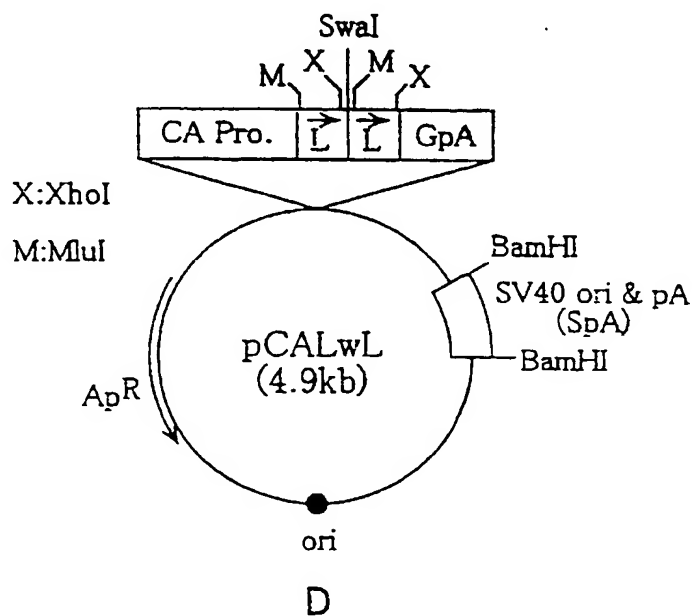 SwaI
X M
M X
CA Pro. L L GpA
X:XhoI
M:MluI
BamHI
SV40 ori & pA
(SpA)
BamHI
pCALwL
(4.9kb)
ApR
ori
D